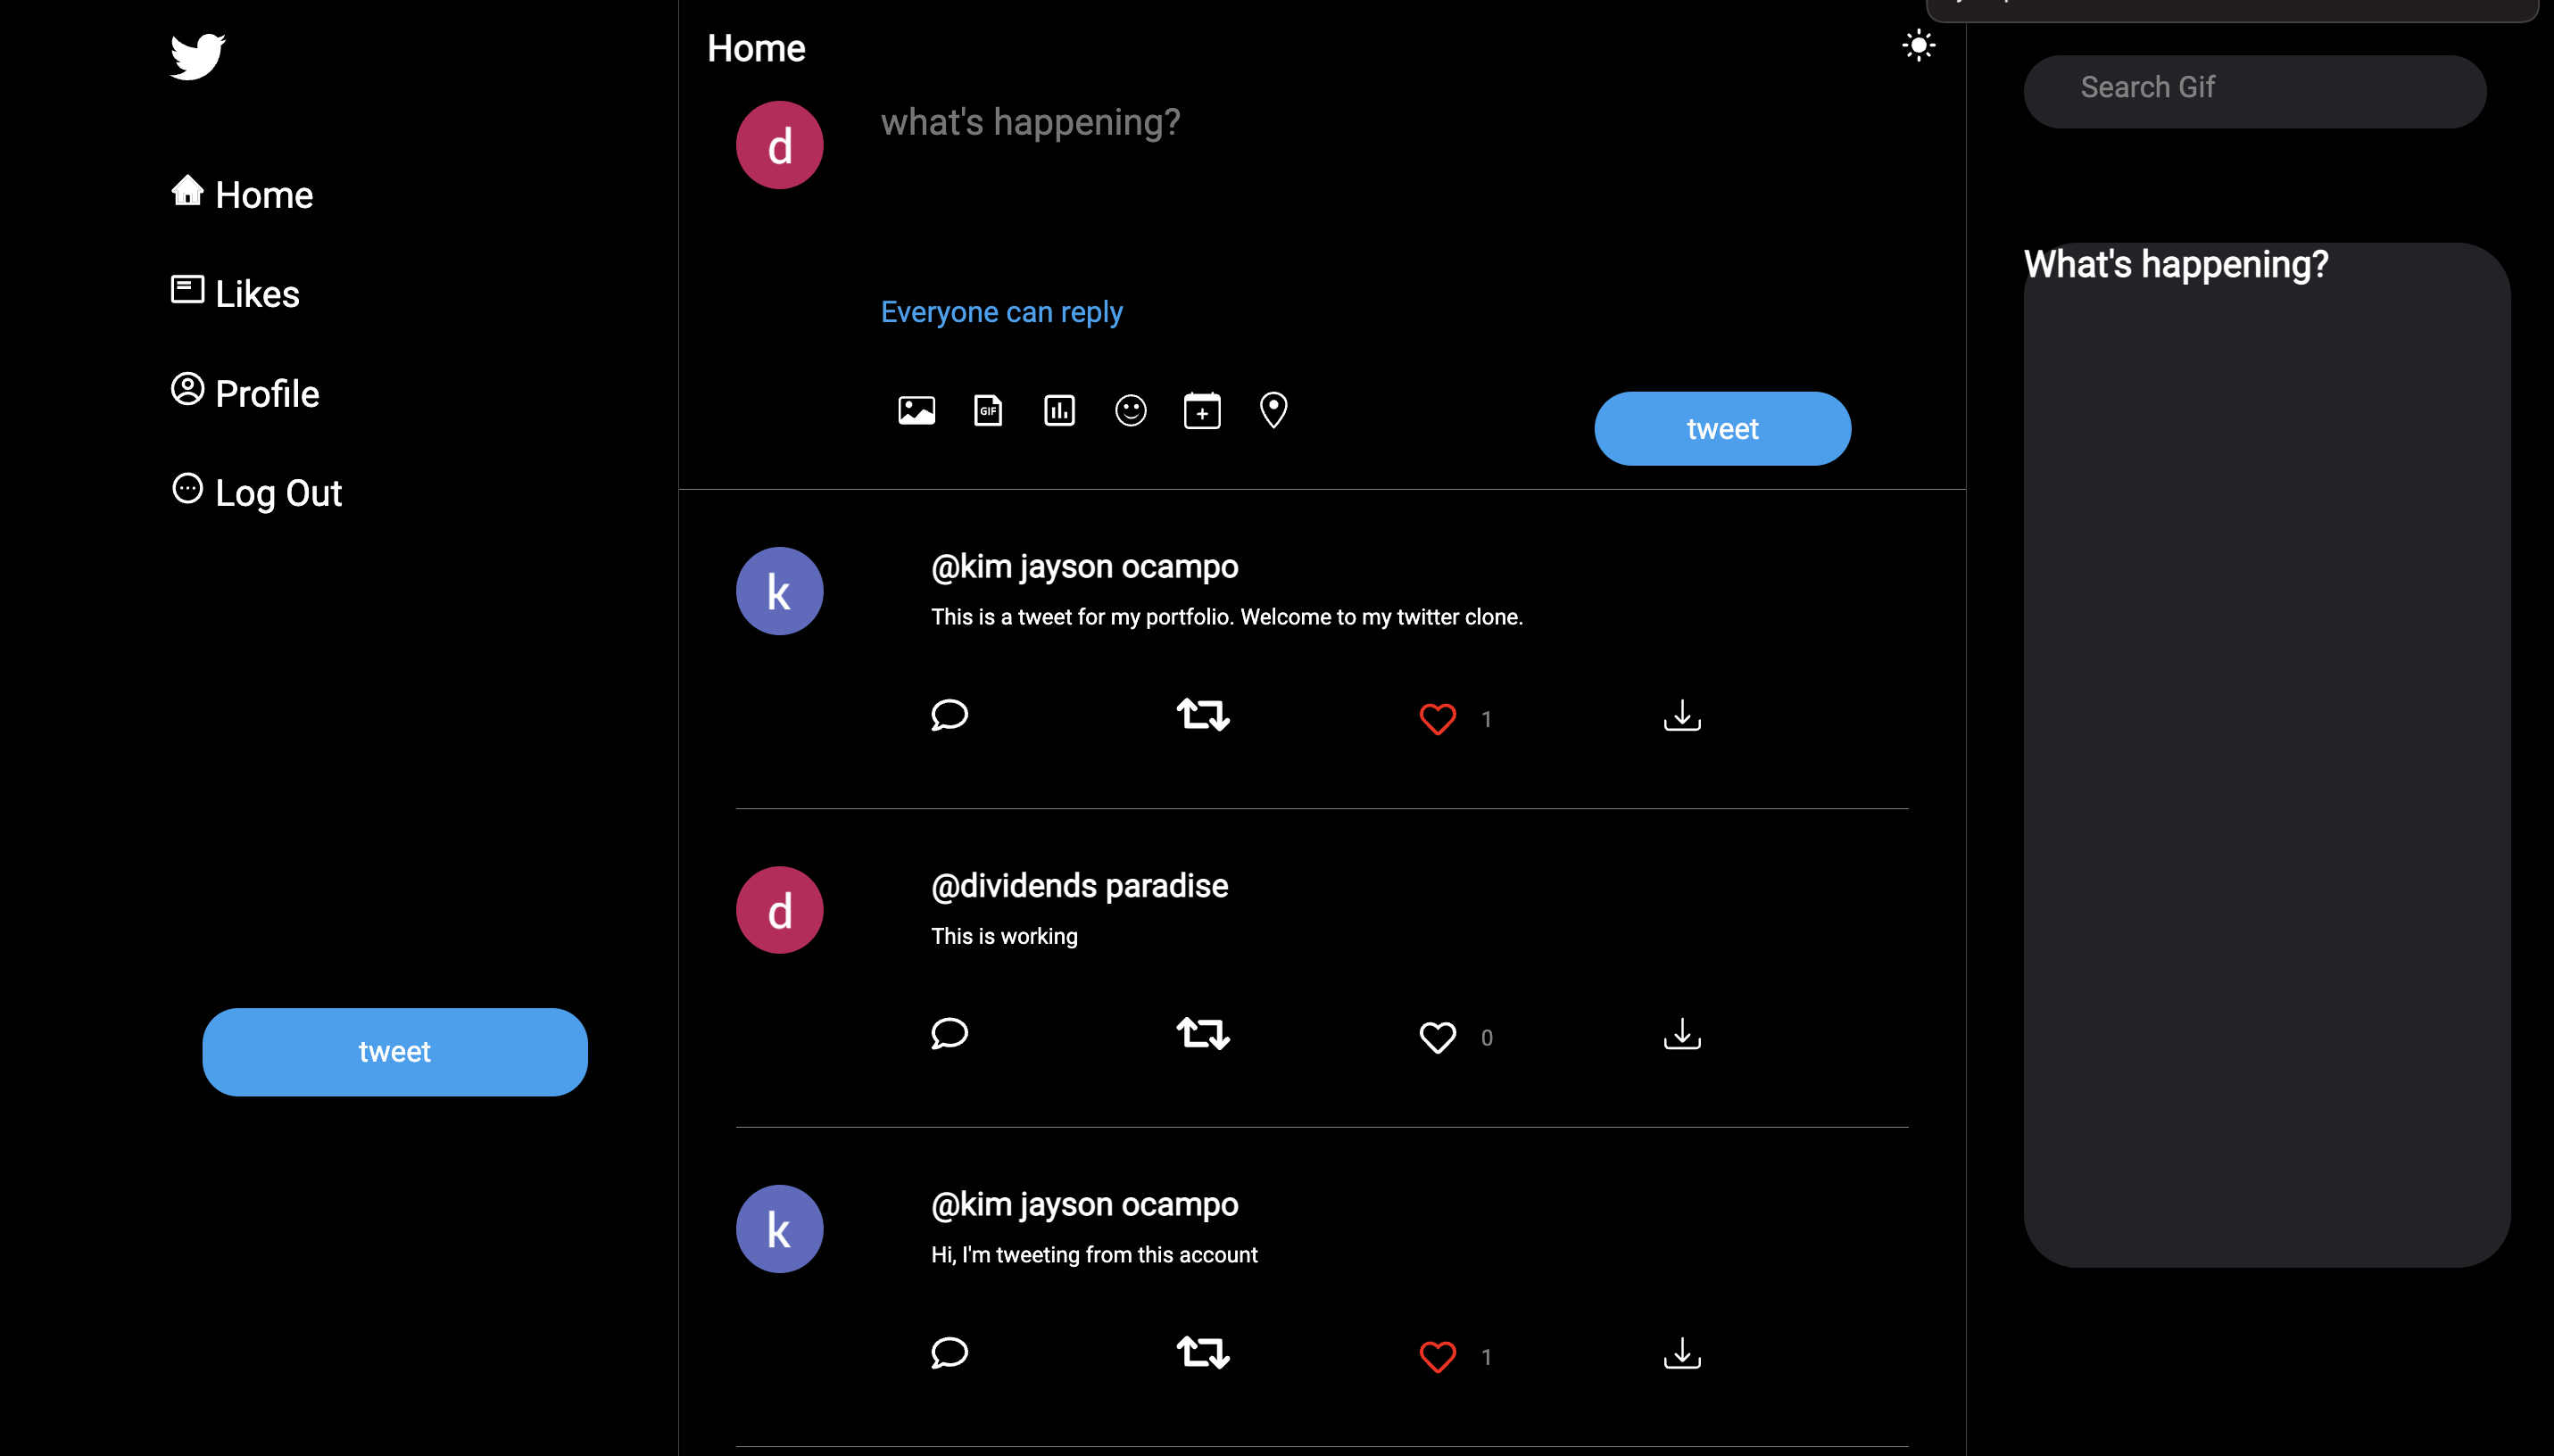 Home
Likes
Profile
Log Out
tweet
Home
d
what's happening?
Everyone can reply
GIF
tweet
k
@kim jayson ocampo
This is a tweet for my portfolio. Welcome to my twitter clone.
1
d
@dividends paradise
This is working
0
k
@kim jayson ocampo
Hi, I'm tweeting from this account
1
Search Gif
What's happening?